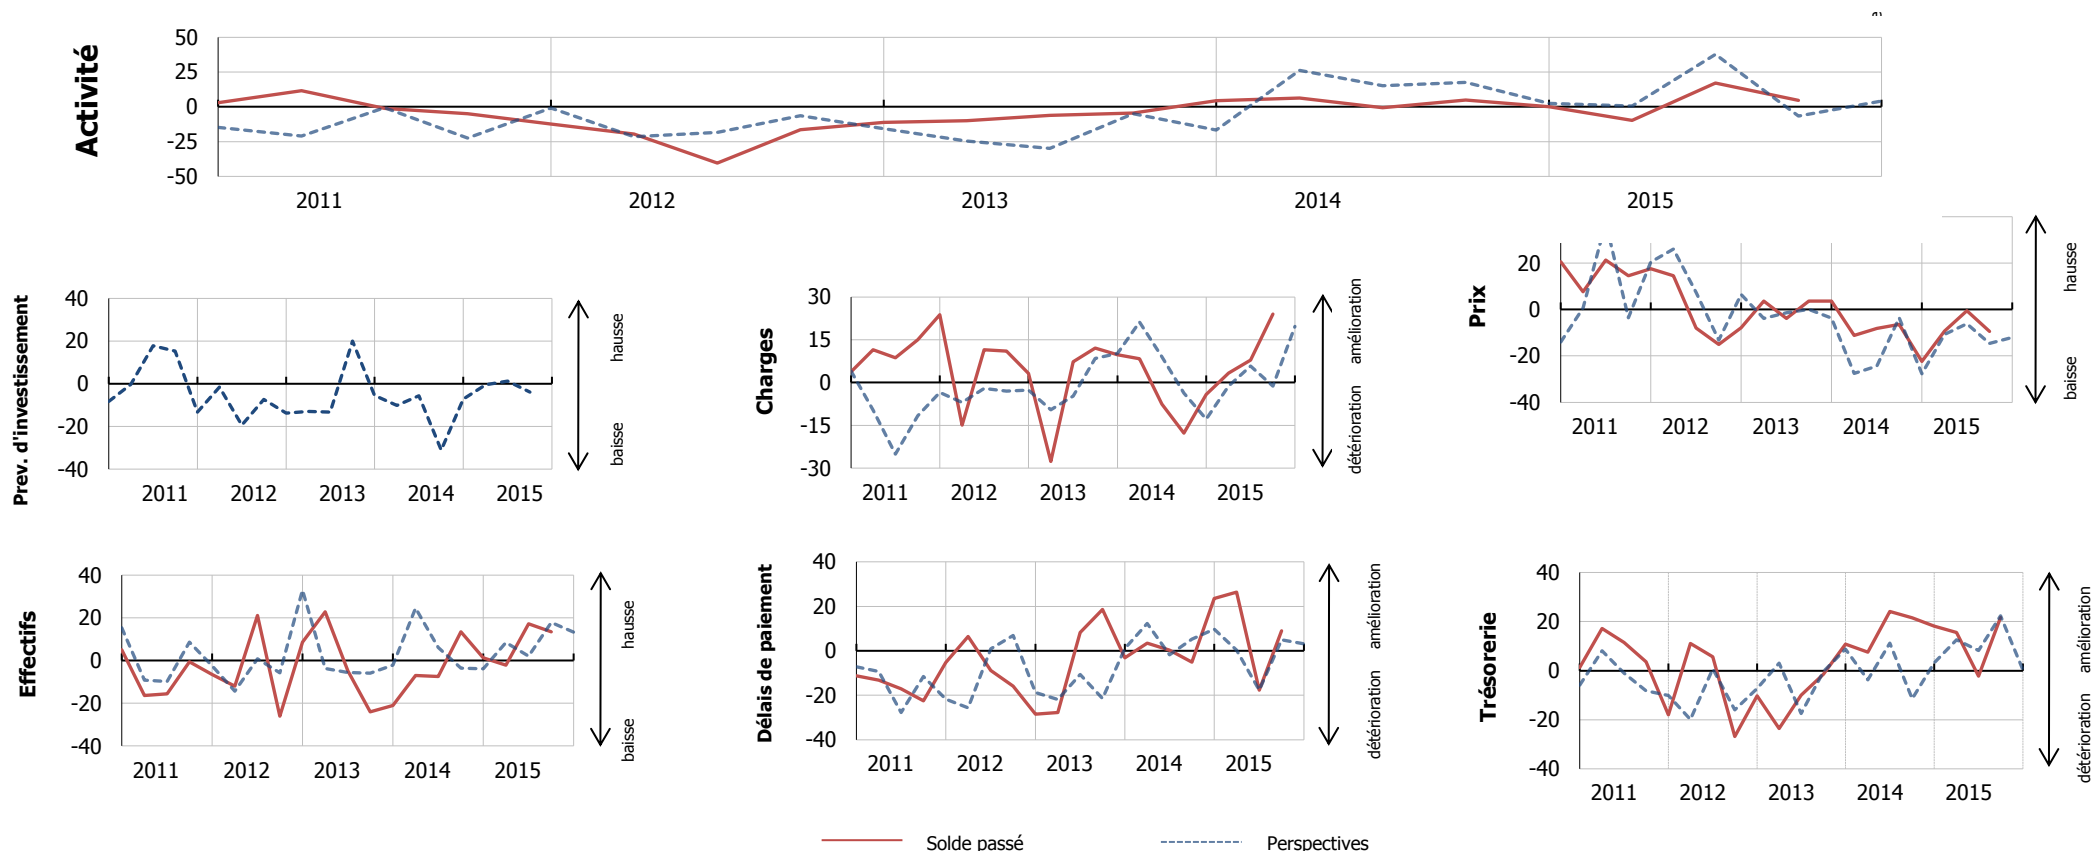 Activité
50
25
0
-25
-50
2011 2012 2013 2014 2015
Prev. d'investissement
40
20
0
-20
-40
2011 2012 2013 2014 2015
hausse
baisse
Charges
30
15
0
-15
-30
2011 2012 2013 2014 2015
amélioration
détérioration
Prix
20
0
-20
-40
2011 2012 2013 2014 2015
hausse
baisse
Effectifs
40
20
0
-20
-40
2011 2012 2013 2014 2015
hausse
baisse
Délais de paiement
40
20
0
-20
-40
2011 2012 2013 2014 2015
amélioration
détérioration
Trésorerie
40
20
0
-20
-40
2011 2012 2013 2014 2015
amélioration
détérioration
Solde passé Perspectives